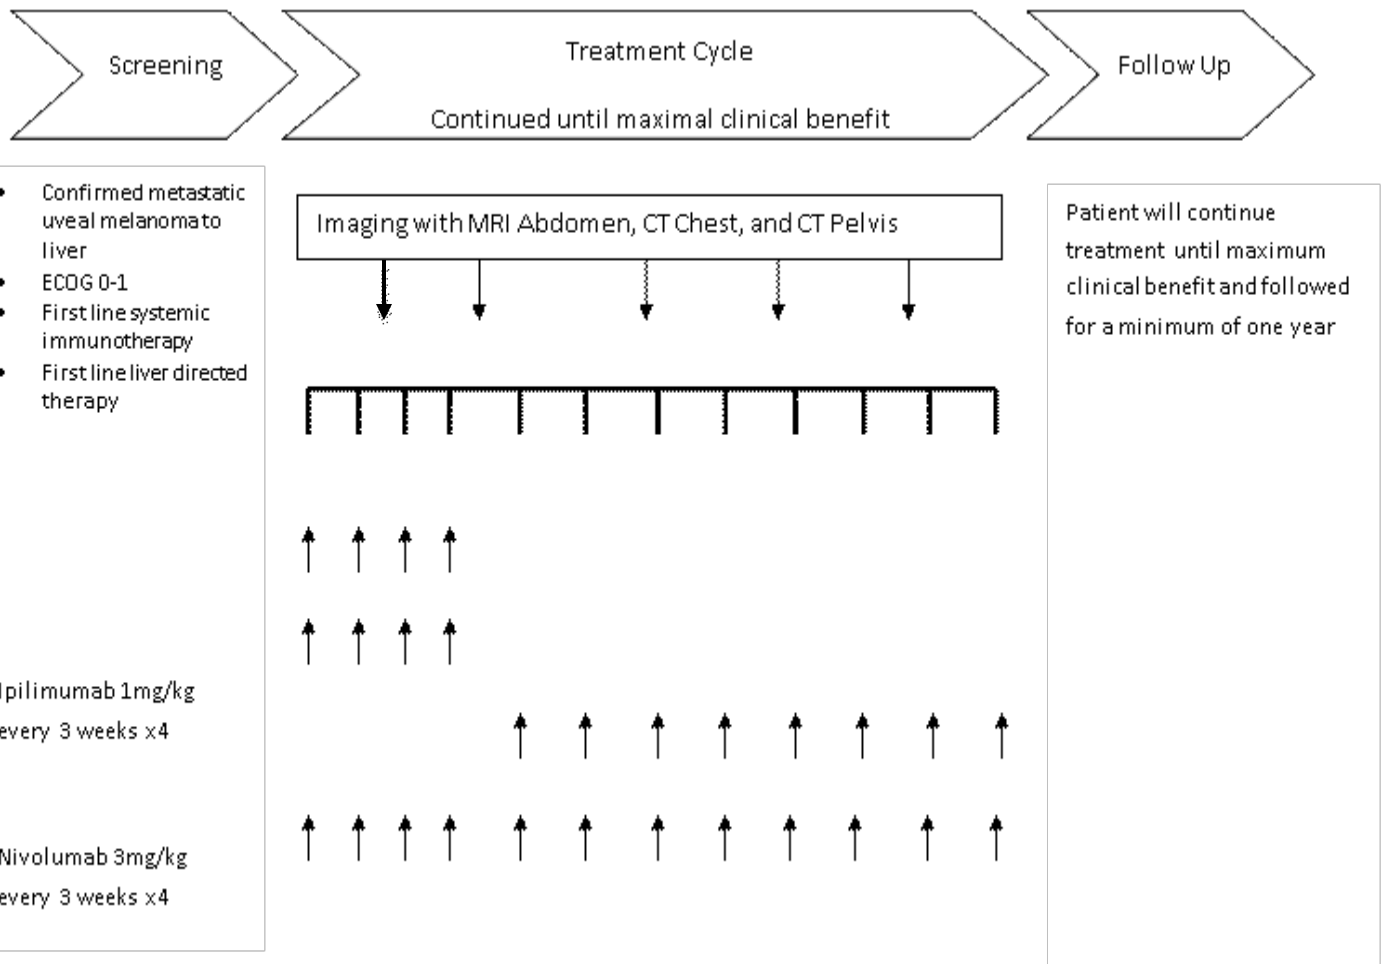 Screening
Treatment Cycle
Continued until maximal clinical benefit
Follow Up
• Confirmed metastatic
uveal melanoma to
liver
• ECOG 0-1
• First line systemic
immunotherapy
• First line liver directed
therapy
Imaging with MRI Abdomen, CT Chest, and CT Pelvis
Patient will continue
treatment until maximum
clinical benefit and followed
for a minimum of one year
Ipilimumab 1mg/kg
every 3 weeks x4
Nivolumab 3mg/kg
every 3 weeks x4